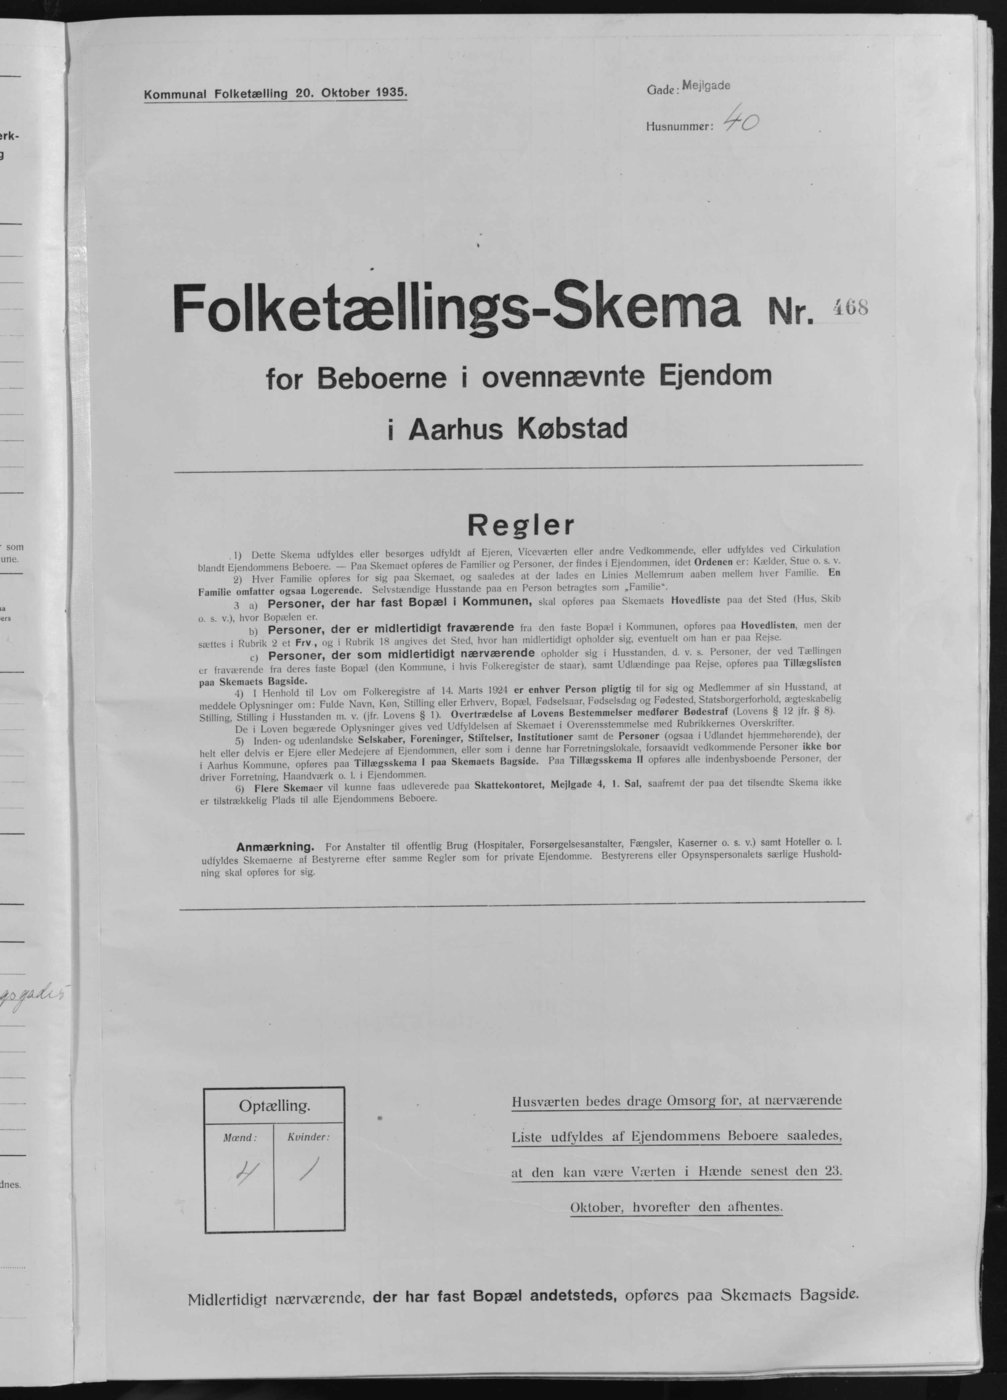 Kommunal Folketælling 20. Oktober 1935.
Gade: Mejlgade
Husnummer: 40
Folketællings-Skema Nr. 468
for Beboerne i ovennævnte Ejendom
i Aarhus Købstad
Regler
1) Dette Skema udfyldes eller besørges udfyldt af Ejeren, Viceværten eller andre Vedkommende, eller udfyldes ved Cirkulation
blandt Ejendommens Beboere. — Paa Skemaet opføres de Familier og Personer, der findes i Ejendommen, idet Ordenen er: Kælder, Stue o. s. v.
2) Hver Familie opføres for sig paa Skemaet, og saaledes at der lades en Linies Mellemrum aaben mellem hver Familie. En
Familie omfatter ogsaa Logerende. Selvstændige Husstande paa en Person betragtes som „Familie“.
3 a) Personer, der har fast Bopæl i Kommunen, skal opføres paa Skemaets Hovedliste paa det Sted (Hus, Skib
o. s. v.), hvor Bopælen er.
b) Personer, der er midlertidigt fraværende fra den faste Bopæl i Kommunen, opføres paa Hovedlisten, men der
sættes i Rubrik 2 et Frv, og i Rubrik 18 angives det Sted, hvor han midlertidigt opholder sig, eventuelt om han er paa Rejse.
c) Personer, der som midlertidigt nærværende opholder sig i Husstanden, d. v. s. Personer, der ved Tællingen
er fraværende fra deres faste Bopæl (den Kommune, i hvis Folkeregister de staar), samt Udlændinge paa Rejse, opføres paa Tillægslisten
paa Skemaets Bagside.
4) I Henhold til Lov om Folkeregistre af 14. Marts 1924 er enhver Person pligtig til for sig og Medlemmer af sin Husstand, at
meddele Oplysninger om: Fulde Navn, Køn, Stilling eller Erhverv, Bopæl, Fødselsaar, Fødselsdag og Fødested, Statsborgerforhold, ægteskabelig
Stilling, Stilling i Husstanden m. v. (jfr. Lovens § 1). Overtrædelse af Lovens Bestemmelser medfører Bødestraf (Lovens § 12 jfr. § 8).
De i Loven begærede Oplysninger gives ved Udfyldelsen af Skemaet i Overensstemmelse med Rubrikkernes Overskrifter.
5) Inden- og udenlandske Selskaber, Foreninger, Stiftelser, Institutioner samt de Personer (ogsaa i Udlandet hjemmehørende), der
helt eller delvis er Ejere eller Medejere af Ejendommen, eller som i denne har Forretningslokale, forsaavidt vedkommende Personer ikke bor
i Aarhus Kommune, opføres paa Tillægsskema I paa Skemaets Bagside. Paa Tillægsskema II opføres alle indenbysboende Personer, der
driver Forretning, Haandværk o. l. i Ejendommen.
6) Flere Skemaer vil kunne faas udleverede paa Skattekontoret, Mejlgade 4, 1. Sal, saafremt der paa det tilsendte Skema ikke
er tilstrækkelig Plads til alle Ejendommens Beboere.
Anmærkning. For Anstalter til offentlig Brug (Hospitaler, Forsørgelsesanstalter, Fængsler, Kaserner o. s. v.) samt Hoteller o. l.
udfyldes Skemaerne af Bestyrerne efter samme Regler som for private Ejendomme. Bestyrerens eller Opsynspersonalets særlige Hushold-
ning skal opføres for sig.
Optælling.
Mænd: Kvinder:
4 1
Husværten bedes drage Omsorg for, at nærværende
Liste udfyldes af Ejendommens Beboere saaledes,
at den kan være Værten i Hænde senest den 23.
Oktober, hvorefter den afhentes.
Midlertidigt nærværende, der har fast Bopæl andetsteds, opføres paa Skemaets Bagside.